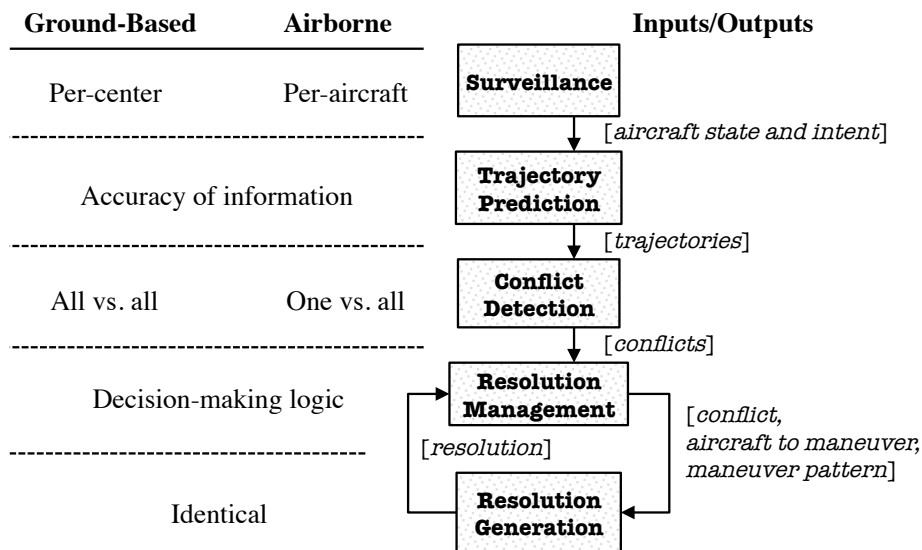 Ground-Based Airborne Inputs/Outputs
Per-center Per-aircraft Surveillance
[aircraft state and intent]
Accuracy of information
Trajectory
Prediction
[trajectories]
All vs. all One vs. all
Conflict
Detection
[conflicts]
Decision-making logic
Resolution
Management
[conflict,
aircraft to maneuver,
maneuver pattern]
[resolution]
Identical
Resolution
Generation